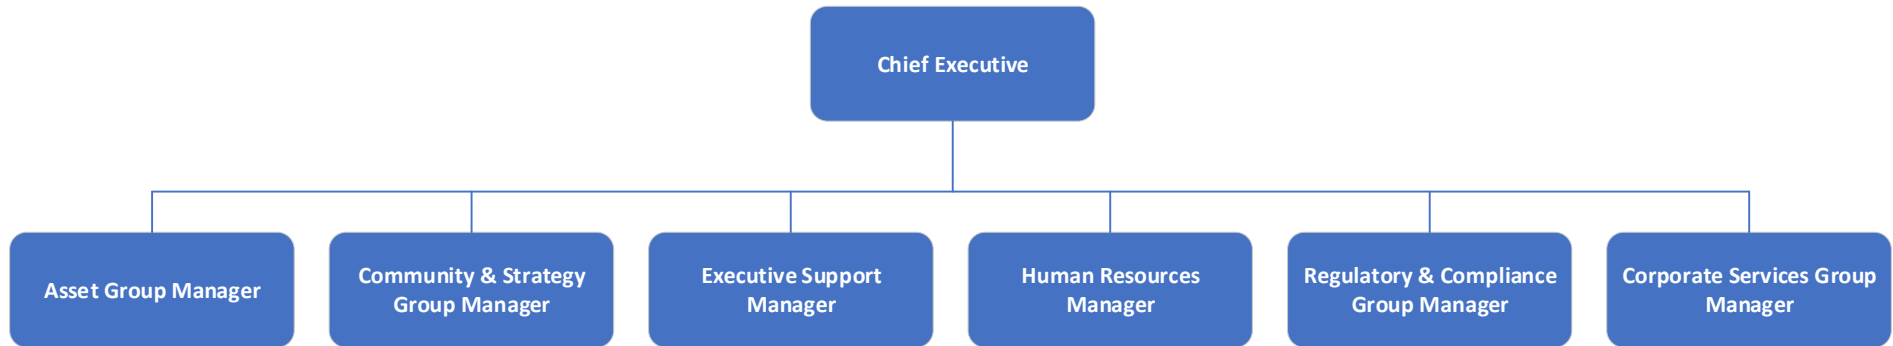 Chief Executive
Asset Group Manager
Community & Strategy
Group Manager
Executive Support
Manager
Human Resources
Manager
Regulatory & Compliance
Group Manager
Corporate Services Group
Manager